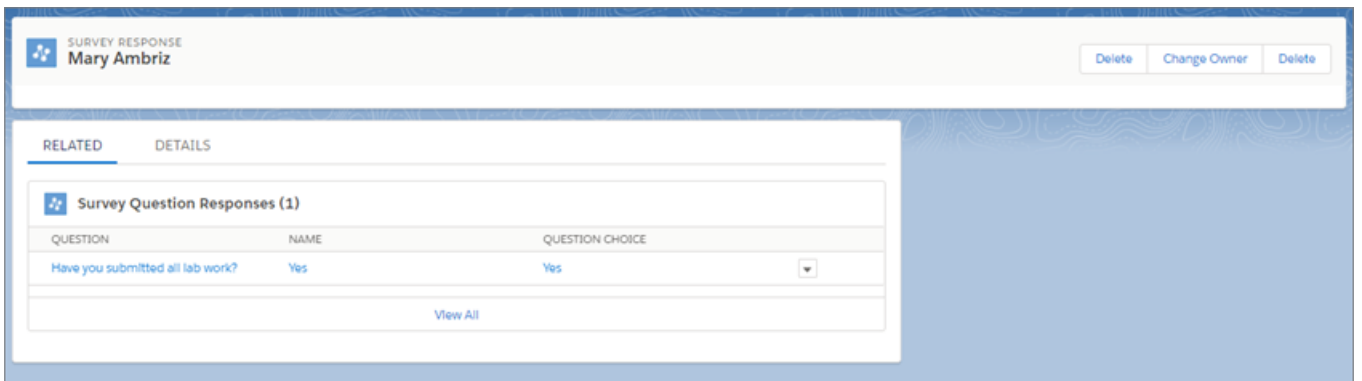 SURVEY RESPONSE
Mary Ambriz
Delete Change Owner Delete
RELATED DETAILS
Survey Question Responses (1)
QUESTION NAME QUESTION CHOICE
Have you submitted all lab work? Yes Yes
View All